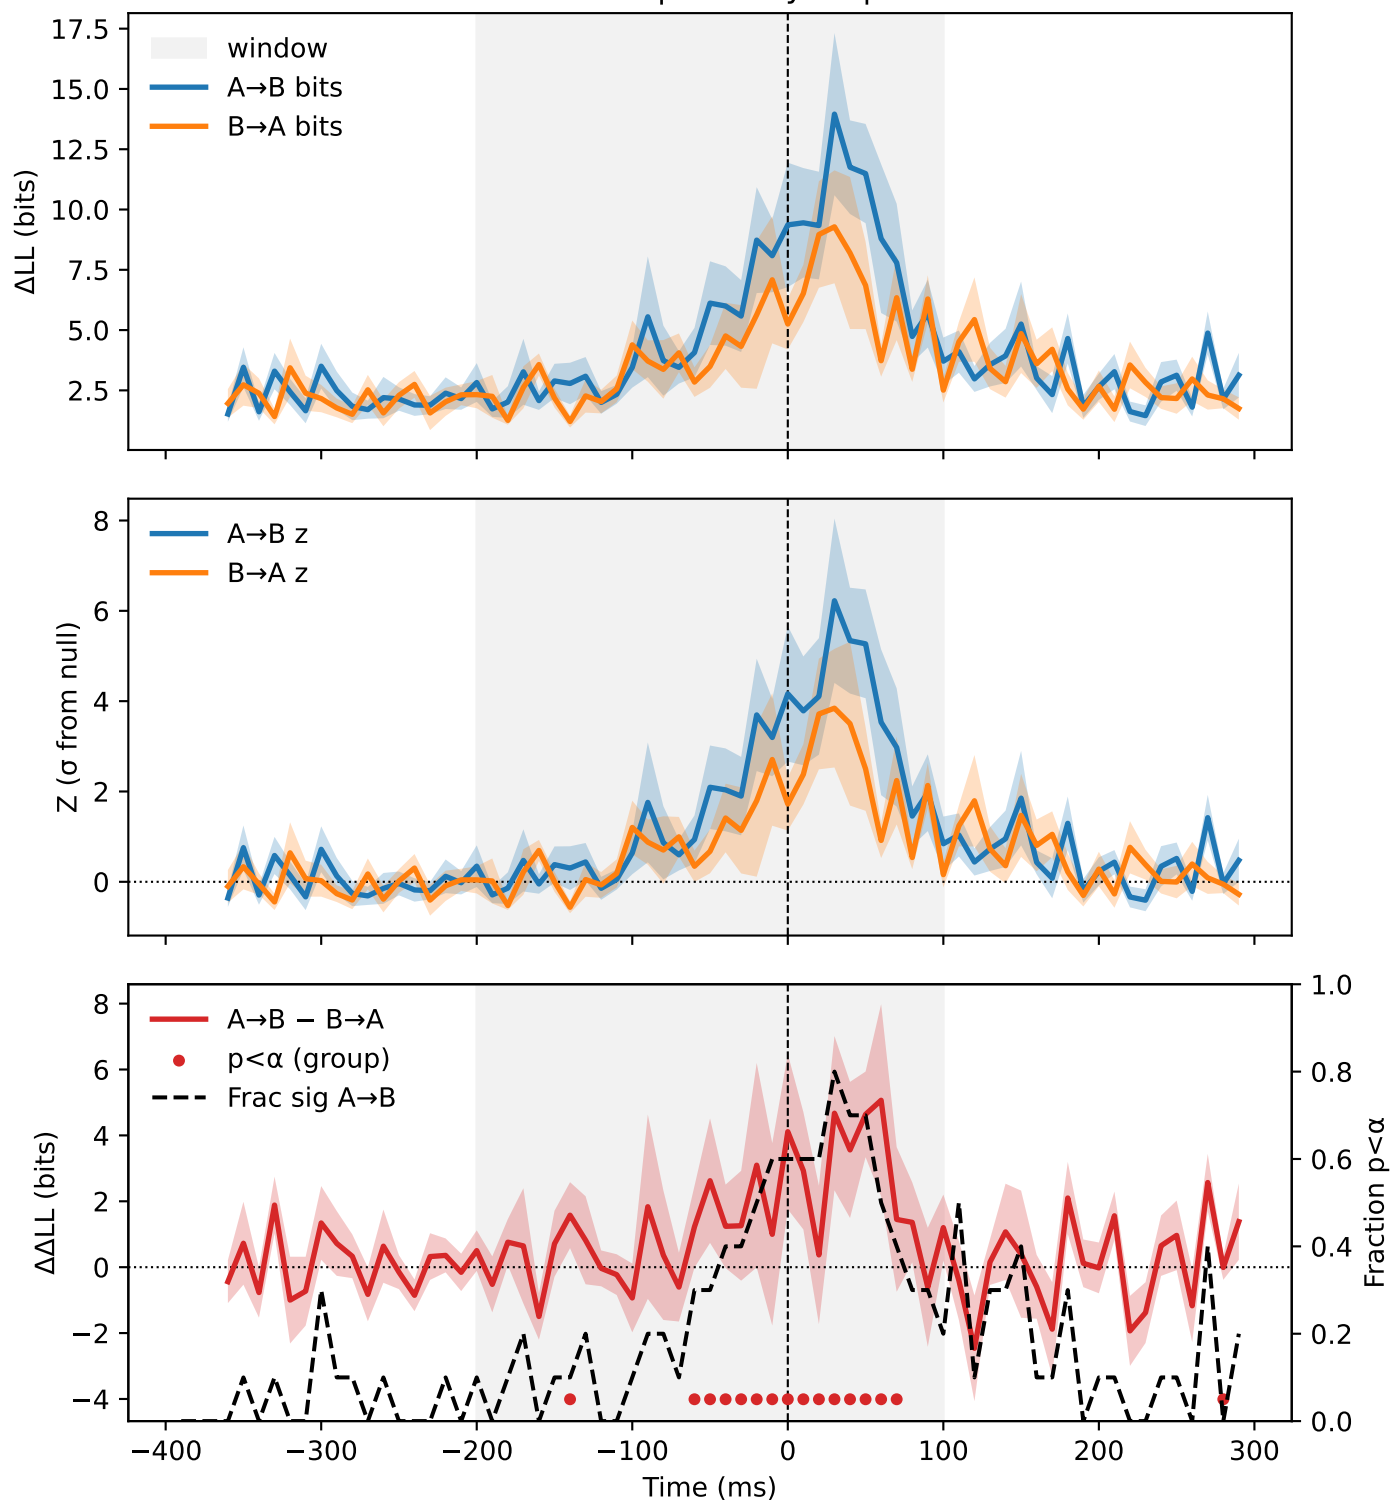 17.5
15.0
12.5
10.0
7.5
5.0
2.5
ΔLL (bits)
window
A→B bits
B→A bits
8
6
4
2
0
Z (σ from null)
A→B z
B→A z
8
6
4
2
0
−2
−4
ΔΔLL (bits)
A→B − B→A
p<α (group)
Frac sig A→B
1.0
0.8
0.6
0.4
0.2
0.0
Fraction p<α
−400
−300
−200
−100
0
100
200
300
Time (ms)